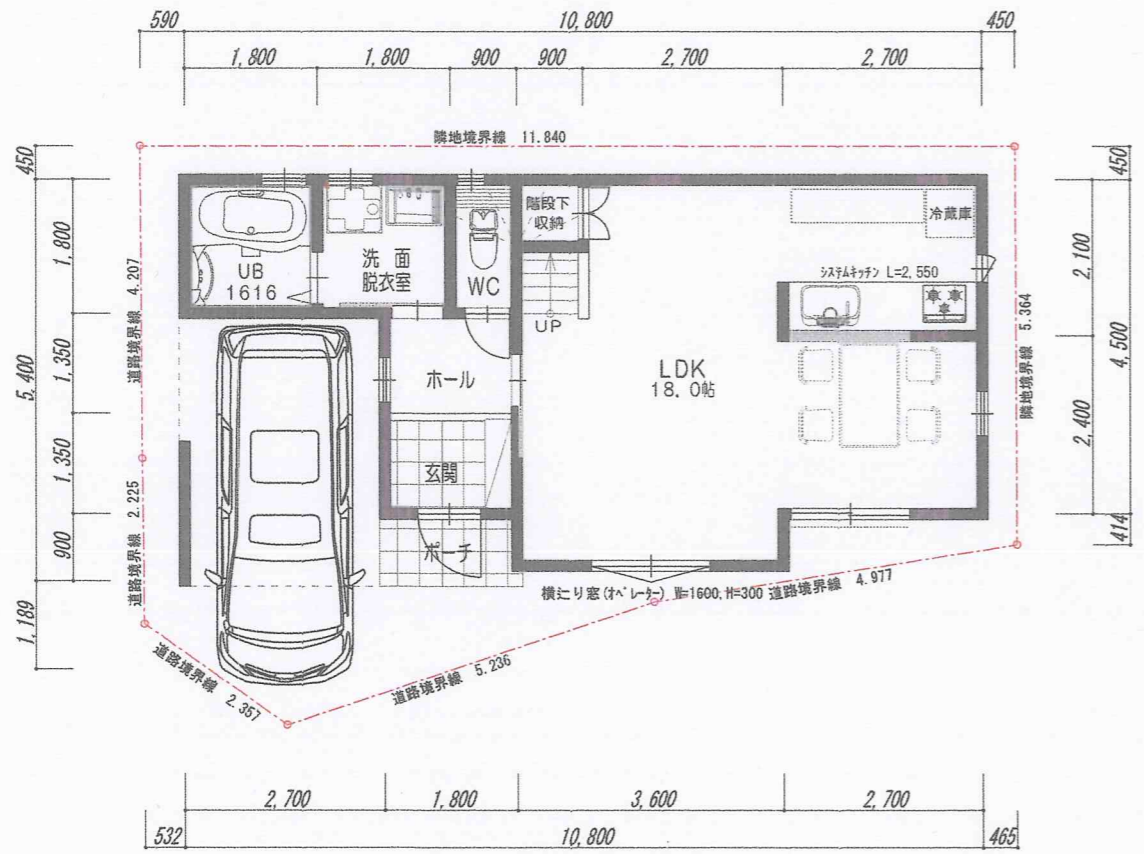 590
10,800
450
1,800
1,800
900
900
2,700
2,700
隣地境界線 11.840
450
1,800
1,350
5,400
1,350
900
1,189
道路境界線 4.207
道路境界線 2.225
道路境界線 2.357
道路境界線 5.236
道路境界線 4.977
隣地境界線 5.364
450
2,100
4,500
2,400
414
UB
1616
洗面
脱衣室
WC
階段下
収納
UP
冷蔵庫
システムキッチン L=2,550
LDK
18.0帖
ホール
玄関
ポーチ
横辷り窓(オペレーター) W=1600,H=300
2,700
1,800
3,600
2,700
532
10,800
465